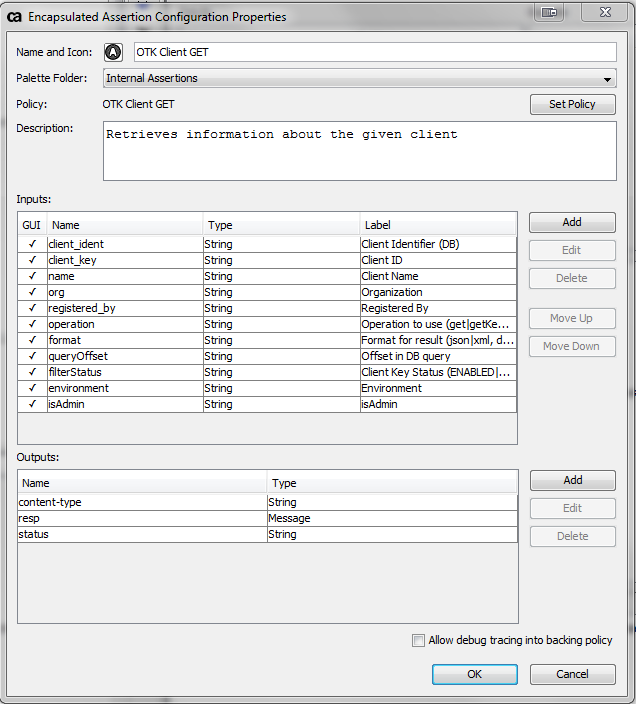 ca Encapsulated Assertion Configuration Properties
Name and Icon: A OTK Client GET
Palette Folder: Internal Assertions
Policy: OTK Client GET Set Policy
Description: Retrieves information about the given client
Inputs:
GUI Name Type Label Add
✓ client_ident String Client Identifier (DB)
✓ client_key String Client ID Edit
✓ name String Client Name Delete
✓ org String Organization
✓ registered_by String Registered By
✓ operation String Operation to use (get|getKe... Move Up
✓ format String Format for result (json|xml, d... Move Down
✓ queryOffset String Offset in DB query
✓ filterStatus String Client Key Status (ENABLED|...
✓ environment String Environment
✓ isAdmin String isAdmin
Outputs:
Name Type Add
content-type String Edit
resp Message
status String Delete
Allow debug tracing into backing policy
OK Cancel